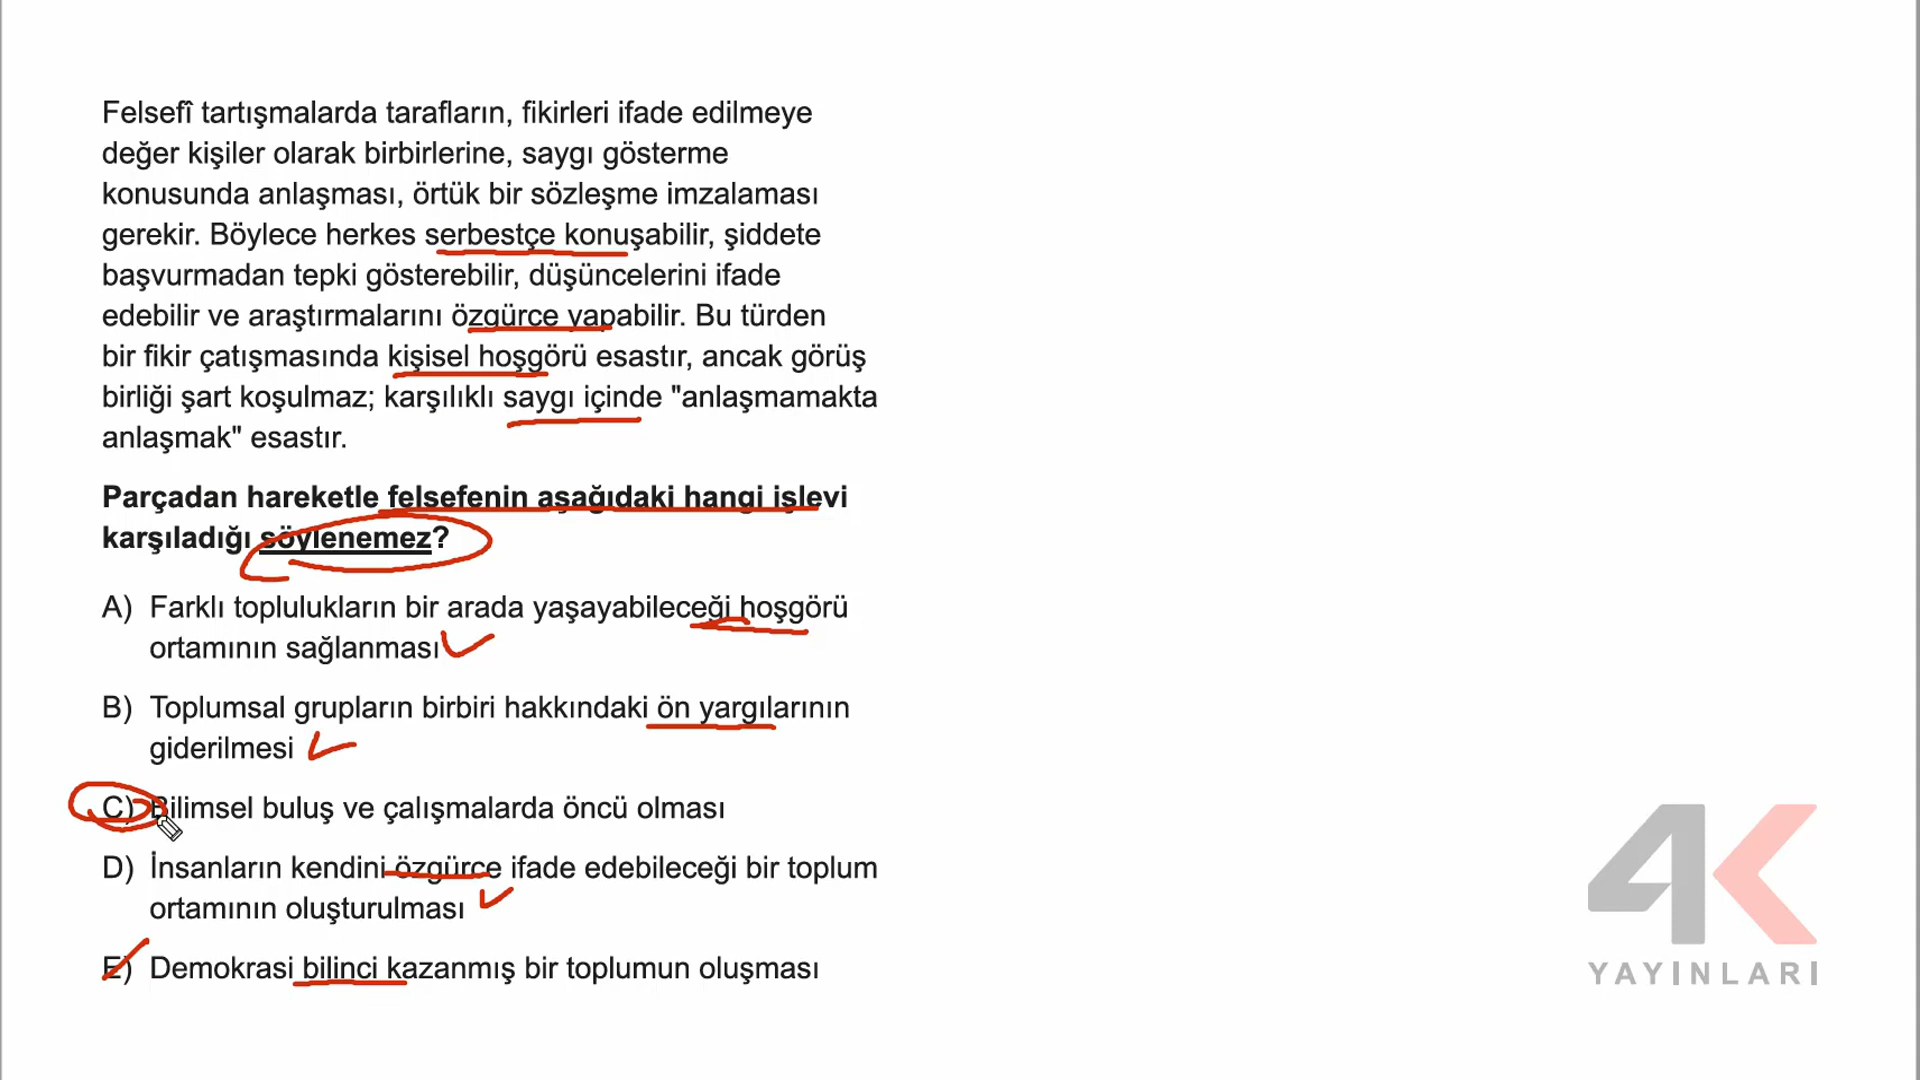 Felsefî tartışmalarda tarafların, fikirleri ifade edilmeye
değer kişiler olarak birbirlerine, saygı gösterme
konusunda anlaşması, örtük bir sözleşme imzalaması
gerekir. Böylece herkes serbestçe konuşabilir, şiddete
başvurmadan tepki gösterebilir, düşüncelerini ifade
edebilir ve araştırmalarını özgürce yapabilir. Bu türden
bir fikir çatışmasında kişisel hoşgörü esastır, ancak görüş
birliği şart koşulmaz; karşılıklı saygı içinde "anlaşmamakta
anlaşmak" esastır.
Parçadan hareketle felsefenin aşağıdaki hangi işlevi
karşıladığı söylenemez?
A) Farklı toplulukların bir arada yaşayabileceği hoşgörü
ortamının sağlanması
B) Toplumsal grupların birbiri hakkındaki ön yargılarının
giderilmesi
C) Bilimsel buluş ve çalışmalarda öncü olması
D) İnsanların kendini özgürce ifade edebileceği bir toplum
ortamının oluşturulması
E) Demokrasi bilinci kazanmış bir toplumun oluşması
4K
YAYINLARI